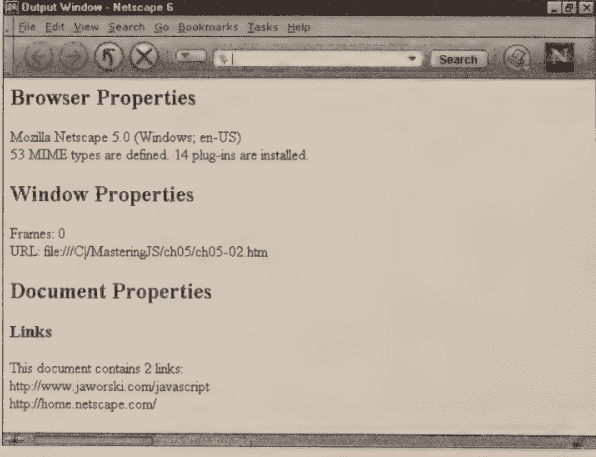 Output Window - Netscape 6
File Edit View Search Go Bookmarks Tasks Help
Search
N
Browser Properties
Mozilla Netscape 5.0 (Windows; en-US)
53 MIME types are defined. 14 plug-ins are installed.
Window Properties
Frames: 0
URL: file:///C|/MasteringJS/ch05/ch05-02.htm
Document Properties
Links
This document contains 2 links:
http://www.jaworski.com/javascript
http://home.netscape.com/